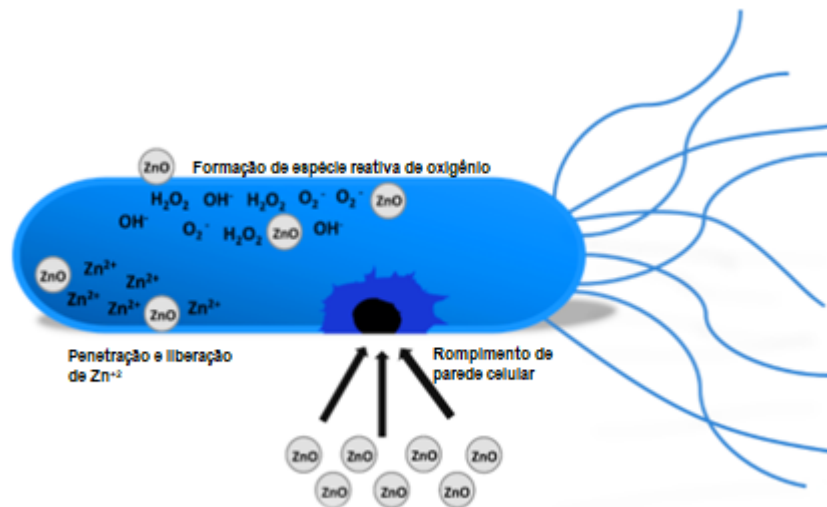 ZnO Formação de espécie reativa de oxigênio
H₂O₂ OH⁻ H₂O₂ O₂⁻ O₂⁻ ZnO
OH⁻ O₂⁻ H₂O₂ ZnO OH⁻
ZnO Zn²⁺ Zn²⁺
Zn²⁺ Zn²⁺ ZnO Zn²⁺
Penetração e liberação
de Zn⁺²
Rompimento de
parede celular
ZnO ZnO ZnO ZnO
ZnO ZnO ZnO